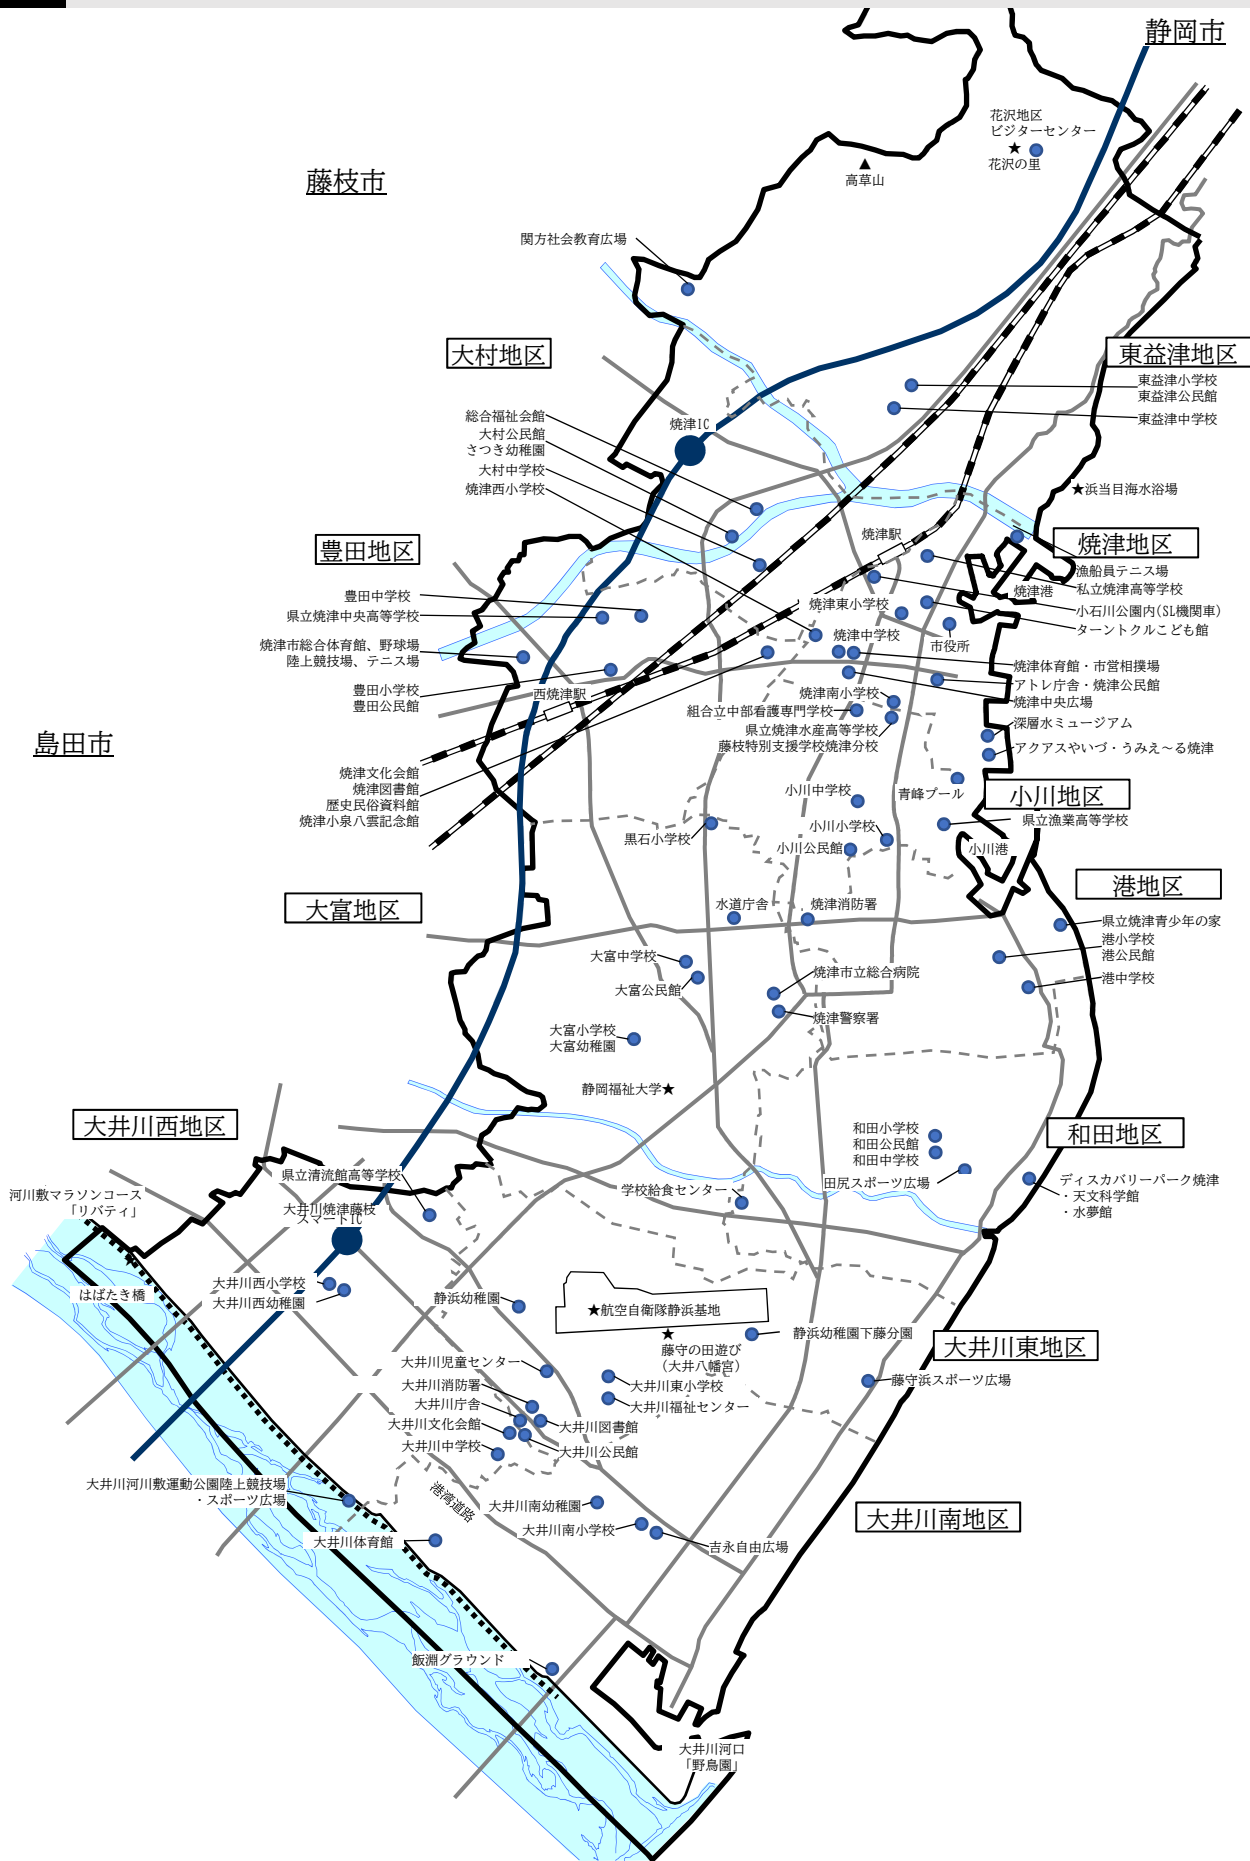 静岡市
花沢地区
ビジターセンター
★
花沢の里
▲
高草山
藤枝市
関方社会教育広場
大村地区
東益津地区
東益津小学校
東益津公民館
東益津中学校
総合福祉会館
大村公民館
さつき幼稚園
大村中学校
焼津西小学校
焼津IC
★浜当目海水浴場
焼津駅
焼津地区
漁船員テニス場
私立焼津高等学校
焼津港
小石川公園内(SL機関車)
ターントクルこども館
豊田地区
豊田中学校
県立焼津中央高等学校
焼津市総合体育館、野球場
陸上競技場、テニス場
豊田小学校
豊田公民館
焼津東小学校
焼津中学校
市役所
焼津体育館・市営相撲場
アトレ庁舎・焼津公民館
焼津中央広場
深層水ミュージアム
アクアスやいづ・うみえ～る焼津
西焼津駅
焼津南小学校
組合立中部看護専門学校
県立焼津水産高等学校
藤枝特別支援学校焼津分校
島田市
焼津文化会館
焼津図書館
歴史民俗資料館
焼津小泉八雲記念館
小川中学校
青峰プール
小川地区
県立漁業高等学校
小川小学校
小川公民館
黒石小学校
小川港
大富地区
港地区
水道庁舎
焼津消防署
県立焼津青少年の家
港小学校
港公民館
港中学校
大富中学校
大富公民館
焼津市立総合病院
焼津警察署
大富小学校
大富幼稚園
静岡福祉大学★
大井川西地区
和田地区
和田小学校
和田公民館
和田中学校
田尻スポーツ広場
ディスカバリーパーク焼津
・天文科学館
・水夢館
県立清流館高等学校
学校給食センター
河川敷マラソンコース
「リバティ」
★
大井川焼津藤枝
スマートIC
はばたき橋
大井川西小学校
大井川西幼稚園
静浜幼稚園
★航空自衛隊静浜基地
★
藤守の田遊び
（大井八幡宮）
静浜幼稚園下藤分園
大井川東地区
大井川児童センター
大井川消防署
大井川庁舎
大井川文化会館
大井川中学校
大井川東小学校
大井川福祉センター
大井川図書館
大井川公民館
藤守浜スポーツ広場
大井川河川敷運動公園陸上競技場
・スポーツ広場
港湾道路
大井川南幼稚園
大井川南小学校
吉永自由広場
大井川南地区
大井川体育館
飯淵グラウンド
大井川河口
「野鳥園」